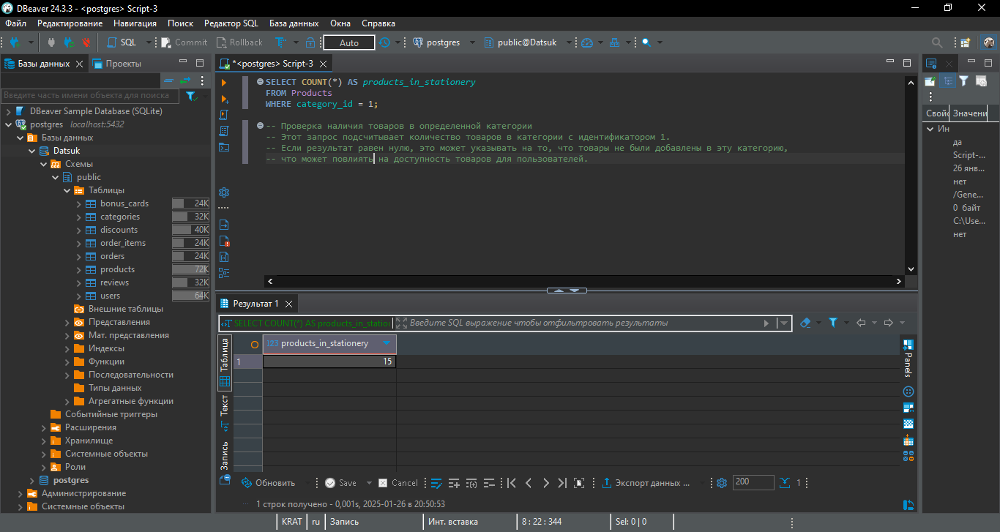 DBeaver 24.3.3 - <postgres> Script-3
Файл Редактирование Навигация Поиск Редактор SQL База данных Окна Справка
SQL Commit Rollback Auto postgres public@Datsuk
Базы данных Проекты
Введите часть имени объекта для поиска
DBeaver Sample Database (SQLite)
postgres localhost:5432
Базы данных
Datsuk
Схемы
public
Таблицы
bonus_cards 24K
categories 32K
discounts 40K
order_items 24K
orders 24K
products 72K
reviews 32K
users 64K
Внешние таблицы
Представления
Мат. представления
Индексы
Функции
Последовательности
Типы данных
Агрегатные функции
Событийные триггеры
Расширения
Хранилище
Системные объекты
Роли
postgres
Администрирование
Системные объекты
*<postgres> Script-3
SELECT COUNT(*) AS products_in_stationery
FROM Products
WHERE category_id = 1;
-- Проверка наличия товаров в определенной категории
-- Этот запрос подсчитывает количество товаров в категории с идентификатором 1.
-- Если результат равен нулю, это может указывать на то, что товары не были добавлены в эту категорию,
-- что может повлиять на доступность товаров для пользователей.
Результат 1
SELECT COUNT(*) AS products_in_station
Введите SQL выражение чтобы отфильтровать результаты
Таблица
Текст
Запись
123 products_in_stationery
1 15
Panels
Обновить Save Cancel Экспорт данных ... 200 1
1 строк получено - 0,001s, 2025-01-26 в 20:50:53
Свойс Значени
Ин
да
Script-...
26 янв...
нет
/Gene...
0 байт
C:\Use...
нет
KRAT ru Запись Инт. вставка 8 : 22 : 344 Sel: 0 | 0